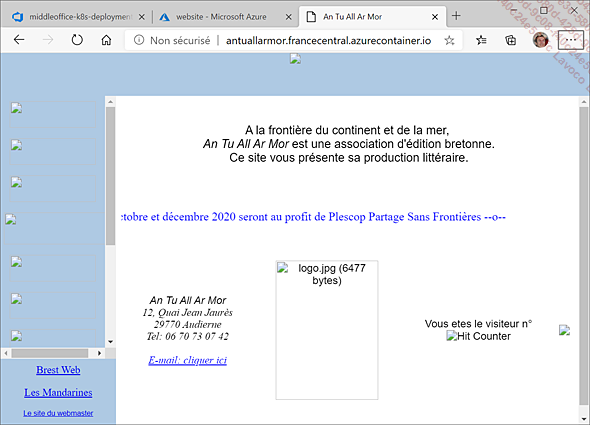 middleoffice-k8s-deployment
website - Microsoft Azure
An Tu All Ar Mor
Non sécurisé
antuallarmor.francecentral.azurecontainer.io
A la frontière du continent et de la mer,
An Tu All Ar Mor est une association d'édition bretonne.
Ce site vous présente sa production littéraire.
ctobre et décembre 2020 seront au profit de Plescop Partage Sans Frontières --o--
logo.jpg (6477
bytes)
An Tu All Ar Mor
12, Quai Jean Jaurès
29770 Audierne
Tel: 06 70 73 07 42
E-mail: cliquer ici
Vous etes le visiteur n°
Hit Counter
Brest Web
Les Mandarines
Le site du webmaster